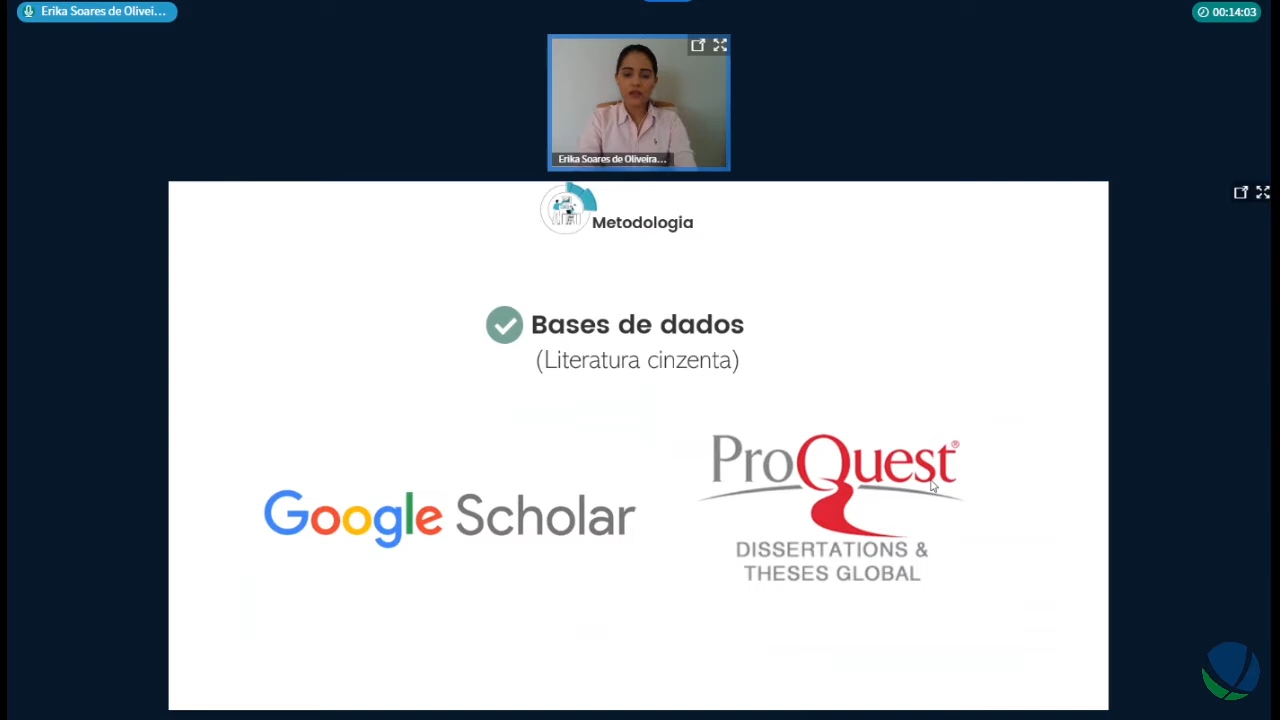 Erika Soares de Olivei...
00:14:03
Erika Soares de Oliveira...
Metodologia
Bases de dados
(Literatura cinzenta)
Google Scholar
ProQuest®
DISSERTATIONS &
THESES GLOBAL